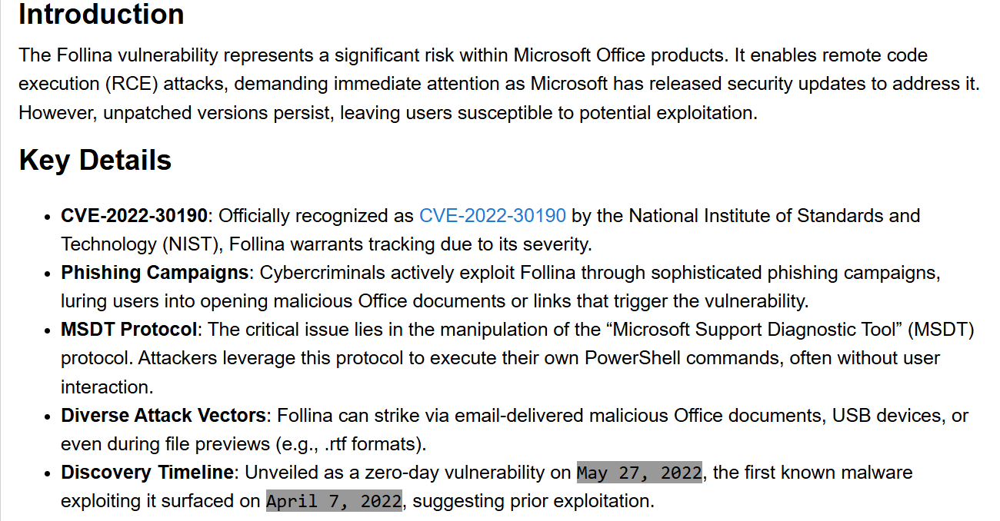 Introduction
The Follina vulnerability represents a significant risk within Microsoft Office products. It enables remote code
execution (RCE) attacks, demanding immediate attention as Microsoft has released security updates to address it.
However, unpatched versions persist, leaving users susceptible to potential exploitation.
Key Details
• CVE-2022-30190: Officially recognized as CVE-2022-30190 by the National Institute of Standards and
Technology (NIST), Follina warrants tracking due to its severity.
• Phishing Campaigns: Cybercriminals actively exploit Follina through sophisticated phishing campaigns,
luring users into opening malicious Office documents or links that trigger the vulnerability.
• MSDT Protocol: The critical issue lies in the manipulation of the “Microsoft Support Diagnostic Tool” (MSDT)
protocol. Attackers leverage this protocol to execute their own PowerShell commands, often without user
interaction.
• Diverse Attack Vectors: Follina can strike via email-delivered malicious Office documents, USB devices, or
even during file previews (e.g., .rtf formats).
• Discovery Timeline: Unveiled as a zero-day vulnerability on May 27, 2022, the first known malware
exploiting it surfaced on April 7, 2022, suggesting prior exploitation.